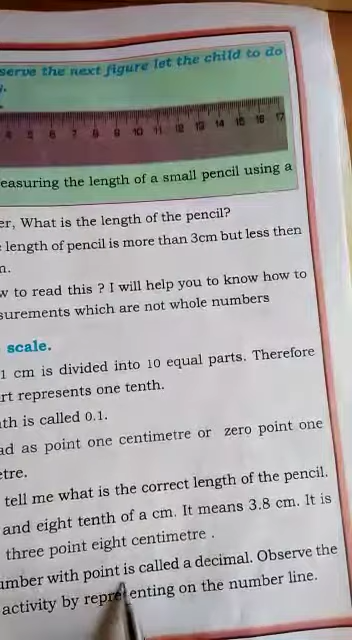 serve the next figure let the child to do
4 5 6 7 8 9 10 11 12 13 14 15 16 17
easuring the length of a small pencil using a
er, What is the length of the pencil?
length of pencil is more than 3cm but less then
w to read this ? I will help you to know how to
surements which are not whole numbers
scale.
1 cm is divided into 10 equal parts. Therefore
rt represents one tenth.
th is called 0.1.
ad as point one centimetre or zero point one
etre.
tell me what is the correct length of the pencil.
and eight tenth of a cm. It means 3.8 cm. It is
three point eight centimetre .
umber with point is called a decimal. Observe the
activity by representing on the number line.